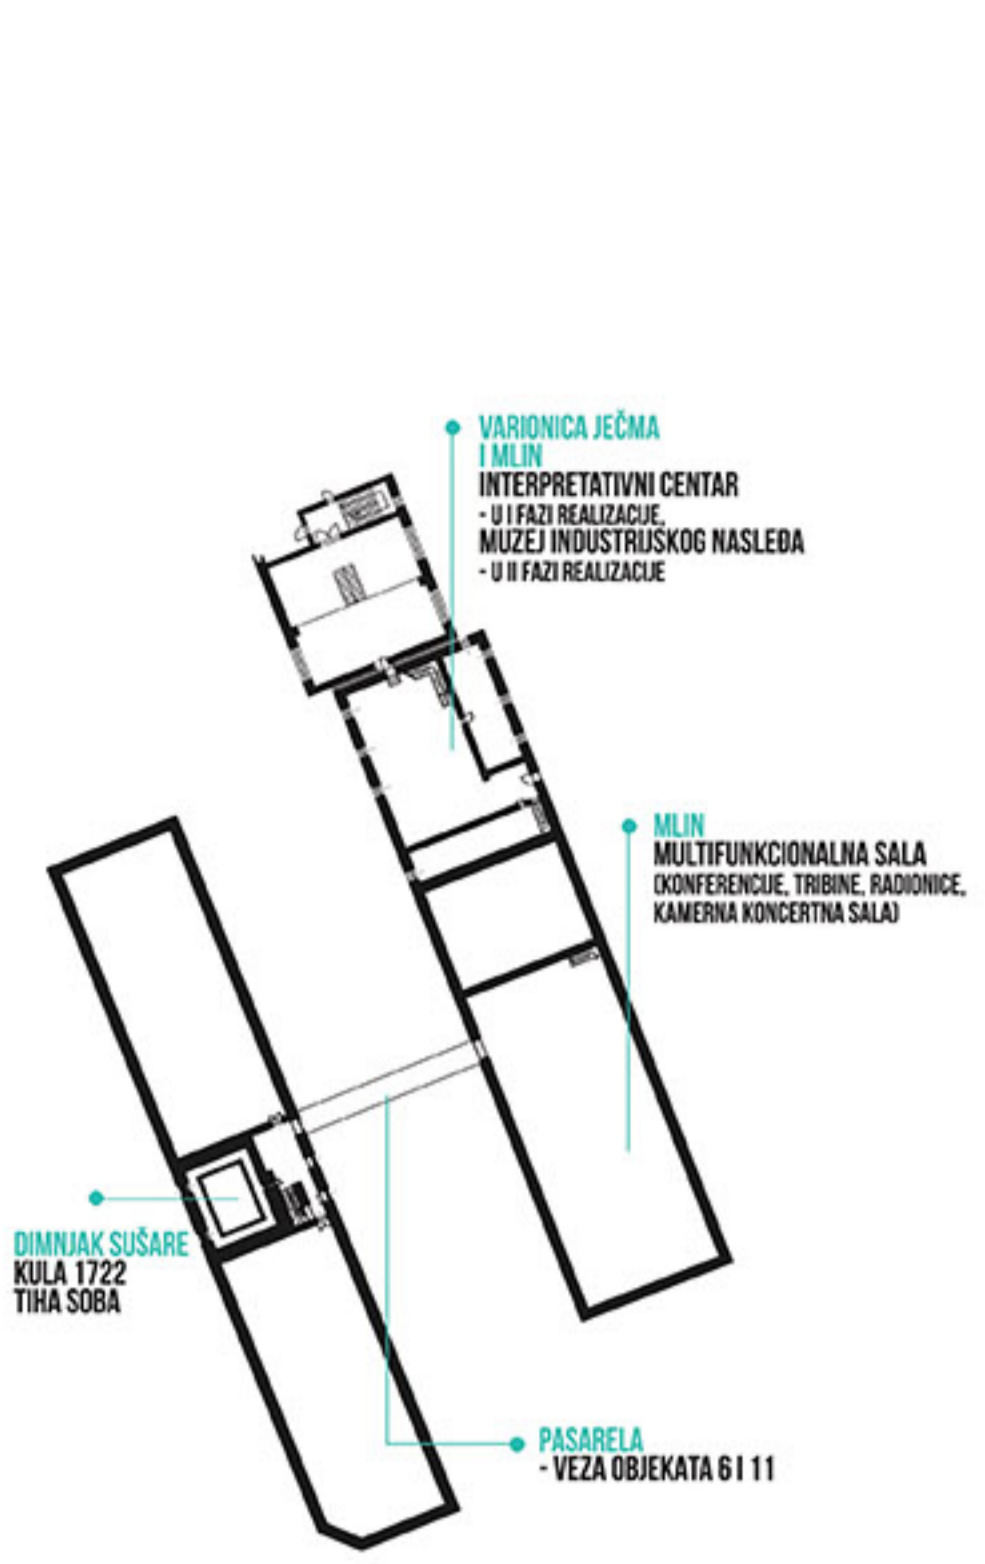 VARIONICA JEČMA
I MLIN
INTERPRETATIVNI CENTAR
- U I FAZI REALIZACIJE,
MUZEJ INDUSTRIJSKOG NASLEĐA
- U II FAZI REALIZACIJE
MLIN
MULTIFUNKCIONALNA SALA
(KONFERENCIJE, TRIBINE, RADIONICE,
KAMERNA KONCERTNA SALA)
DIMNJAK SUŠARE
KULA 1722
TIHA SOBA
PASARELA
- VEZA OBJEKATA 6 I 11